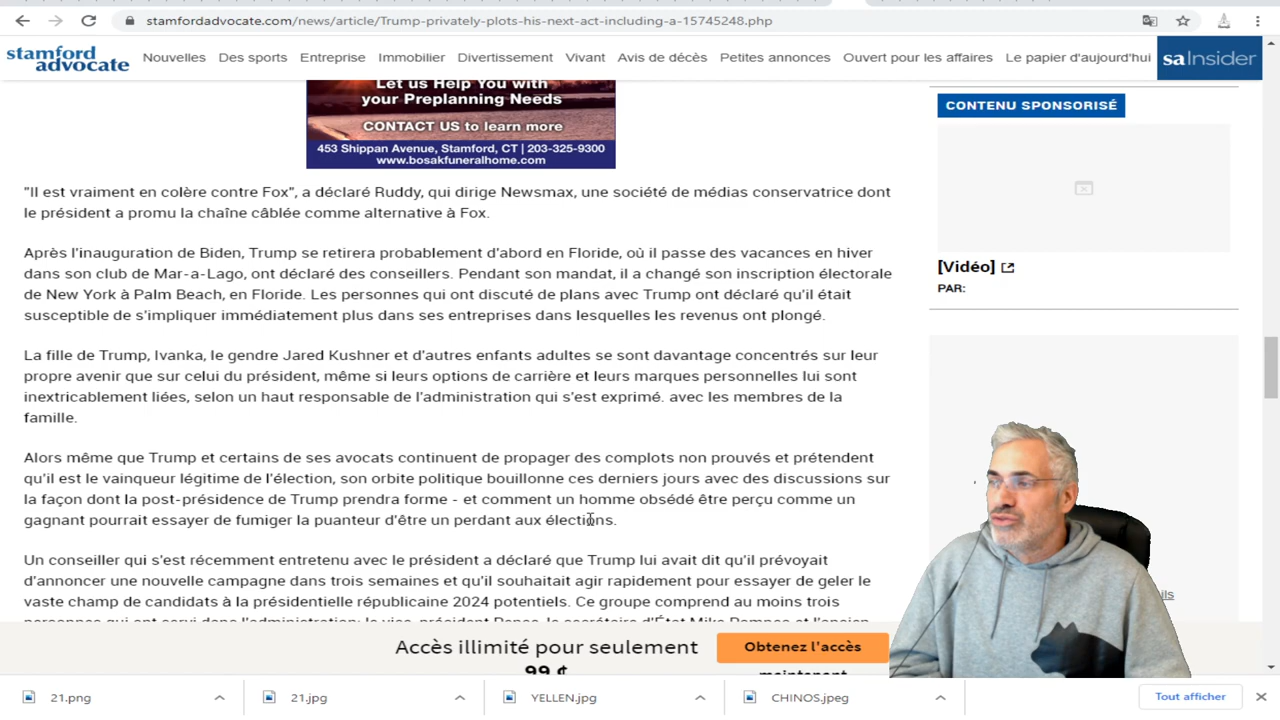 stamfordadvocate.com/news/article/Trump-privately-plots-his-next-act-including-a-15745248.php
stamford
advocate
Nouvelles Des sports Entreprise Immobilier Divertissement Vivant Avis de décès Petites annonces Ouvert pour les affaires Le papier d'aujourd'hui
saInsider
Let us Help You with
your Preplanning Needs
CONTACT US to learn more
453 Shippan Avenue, Stamford, CT | 203-325-9300
www.bosakfuneralhome.com
CONTENU SPONSORISÉ
[Vidéo]
PAR:
"Il est vraiment en colère contre Fox", a déclaré Ruddy, qui dirige Newsmax, une société de médias conservatrice dont
le président a promu la chaîne câblée comme alternative à Fox.
Après l'inauguration de Biden, Trump se retirera probablement d'abord en Floride, où il passe des vacances en hiver
dans son club de Mar-a-Lago, ont déclaré des conseillers. Pendant son mandat, il a changé son inscription électorale
de New York à Palm Beach, en Floride. Les personnes qui ont discuté de plans avec Trump ont déclaré qu'il était
susceptible de s'impliquer immédiatement plus dans ses entreprises dans lesquelles les revenus ont plongé.
La fille de Trump, Ivanka, le gendre Jared Kushner et d'autres enfants adultes se sont davantage concentrés sur leur
propre avenir que sur celui du président, même si leurs options de carrière et leurs marques personnelles lui sont
inextricablement liées, selon un haut responsable de l'administration qui s'est exprimé. avec les membres de la
famille.
Alors même que Trump et certains de ses avocats continuent de propager des complots non prouvés et prétendent
qu'il est le vainqueur légitime de l'élection, son orbite politique bouillonne ces derniers jours avec des discussions sur
la façon dont la post-présidence de Trump prendra forme - et comment un homme obsédé être perçu comme un
gagnant pourrait essayer de fumiger la puanteur d'être un perdant aux élections.
Un conseiller qui s'est récemment entretenu avec le président a déclaré que Trump lui avait dit qu'il prévoyait
d'annoncer une nouvelle campagne dans trois semaines et qu'il souhaitait agir rapidement pour essayer de geler le
vaste champ de candidats à la présidentielle républicaine 2024 potentiels. Ce groupe comprend au moins trois
personnes qui ont servi dans l'administration: le vice-président Pence, le secrétaire d'État Mike Pompeo et l'ancien
ils
Accès illimité pour seulement
99 ¢
Obtenez l'accès
maintenant
21.png
21.jpg
YELLEN.jpg
CHINOS.jpeg
Tout afficher